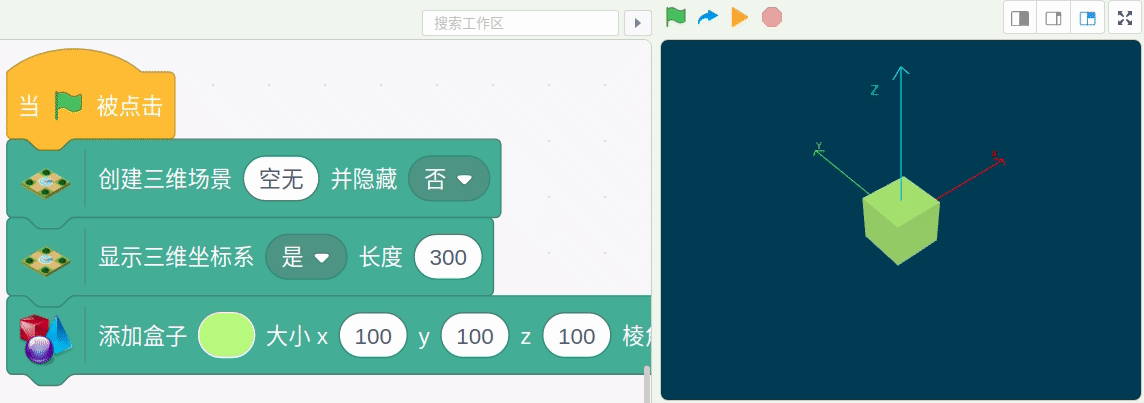 搜索工作区
当 被点击
创建三维场景 空无 并隐藏 否
显示三维坐标系 是 长度 300
添加盒子 大小 x 100 y 100 z 100 棱
Z
Y